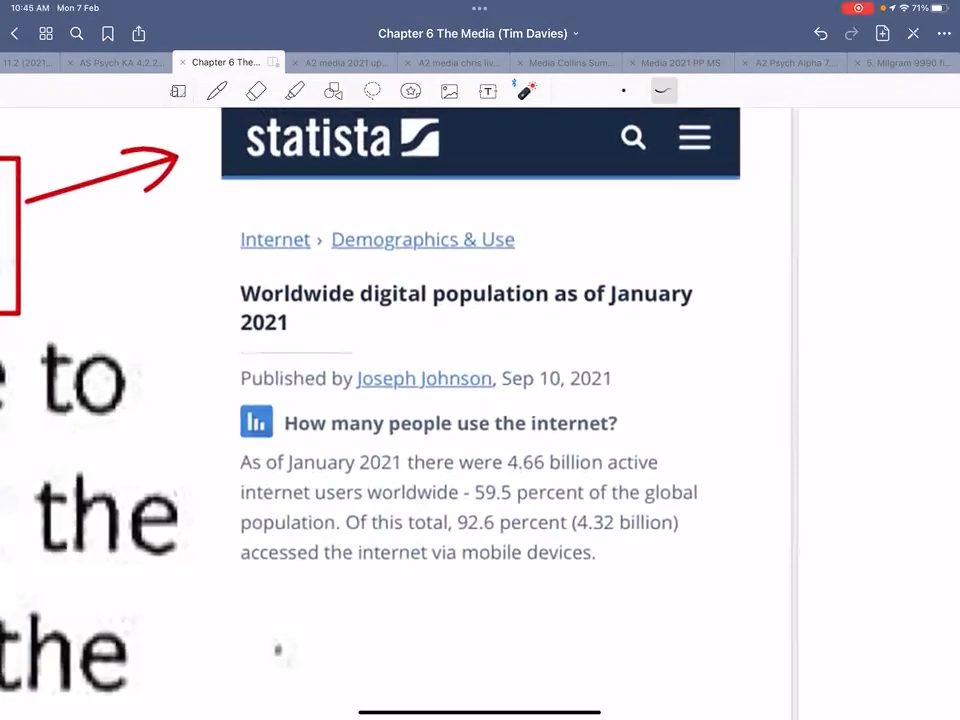 10:45 AM Mon 7 Feb
71%
Chapter 6 The Media (Tim Davies)
11.2 (2021...
AS Psych KA 4,2,2...
Chapter 6 The...
A2 media 2021 up...
A2 media chris liv...
Media Collins Sum...
Media 2021 PP MS
A2 Psych Alpha 7...
5. Milgram 9990 fi...
T
statista
Internet › Demographics & Use
Worldwide digital population as of January
2021
Published by Joseph Johnson, Sep 10, 2021
How many people use the internet?
As of January 2021 there were 4.66 billion active
internet users worldwide - 59.5 percent of the global
population. Of this total, 92.6 percent (4.32 billion)
accessed the internet via mobile devices.
to
the
the